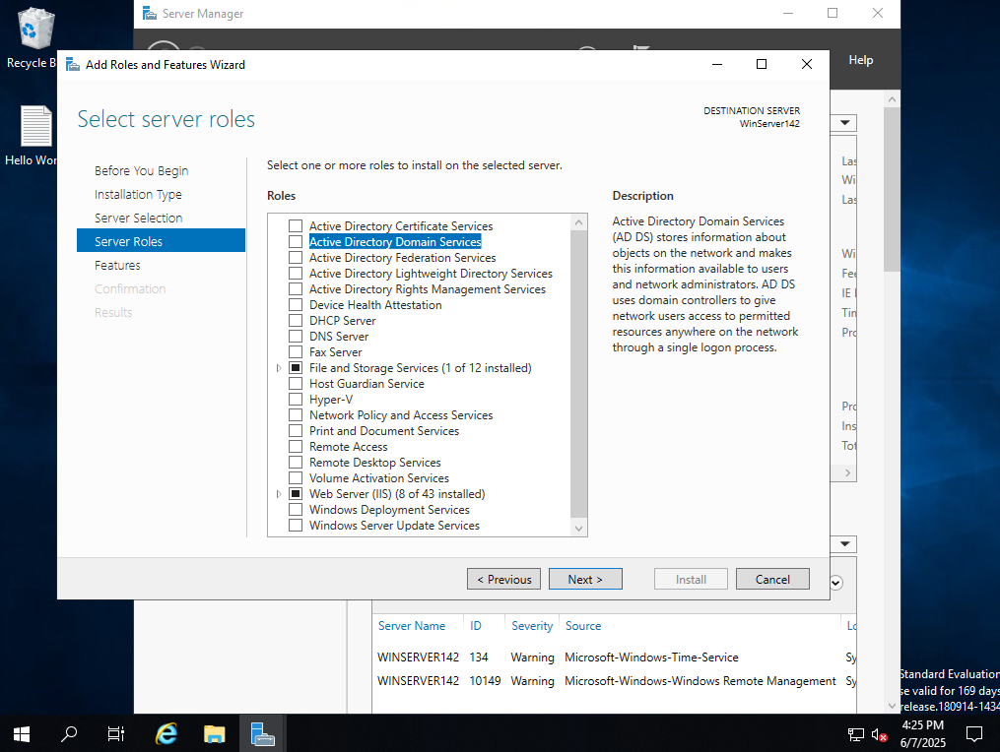 Server Manager
Recycle B
Hello Wor
Help
Add Roles and Features Wizard
Select server roles
DESTINATION SERVER
WinServer142
Before You Begin
Installation Type
Server Selection
Server Roles
Features
Confirmation
Results
Select one or more roles to install on the selected server.
Roles
Active Directory Certificate Services
Active Directory Domain Services
Active Directory Federation Services
Active Directory Lightweight Directory Services
Active Directory Rights Management Services
Device Health Attestation
DHCP Server
DNS Server
Fax Server
File and Storage Services (1 of 12 installed)
Host Guardian Service
Hyper-V
Network Policy and Access Services
Print and Document Services
Remote Access
Remote Desktop Services
Volume Activation Services
Web Server (IIS) (8 of 43 installed)
Windows Deployment Services
Windows Server Update Services
Description
Active Directory Domain Services
(AD DS) stores information about
objects on the network and makes
this information available to users
and network administrators. AD DS
uses domain controllers to give
network users access to permitted
resources anywhere on the network
through a single logon process.
< Previous
Next >
Install
Cancel
Las
Wi
Las
Wi
Fee
IE
Tim
Pro
Pro
Ins
Tot
Server Name ID Severity Source Lo
WINSERVER142 134 Warning Microsoft-Windows-Time-Service Sy
WINSERVER142 10149 Warning Microsoft-Windows-Windows Remote Management Sy
Standard Evaluation
se valid for 169 days
release.180914-1434
4:25 PM
6/7/2025